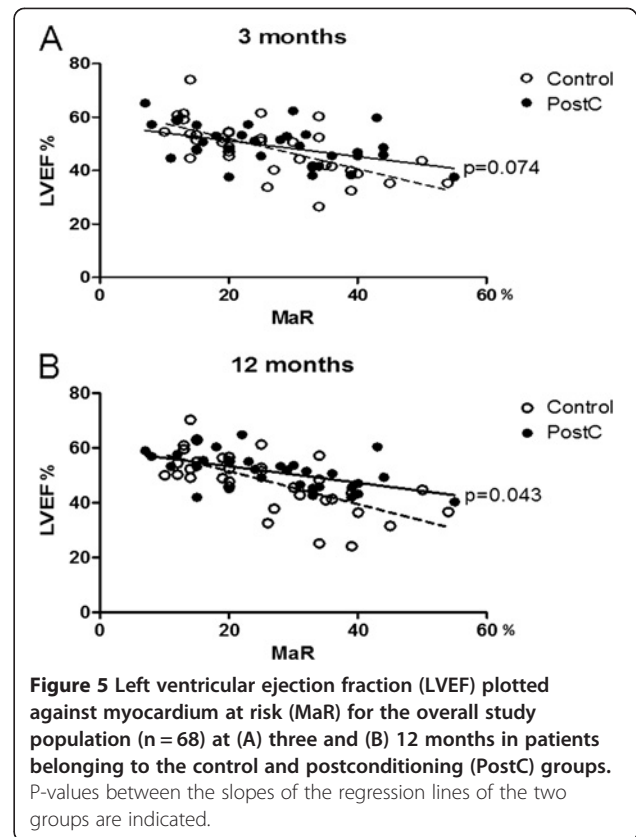 A
3 months
80
60
40
20
0
LVEF%
Control
PostC
p=0.074
0 20 40 60 %
MaR
B
12 months
80
60
40
20
0
LVEF%
Control
PostC
p=0.043
0 20 40 60 %
MaR
Figure 5 Left ventricular ejection fraction (LVEF) plotted
against myocardium at risk (MaR) for the overall study
population (n = 68) at (A) three and (B) 12 months in patients
belonging to the control and postconditioning (PostC) groups.
P-values between the slopes of the regression lines of the two
groups are indicated.